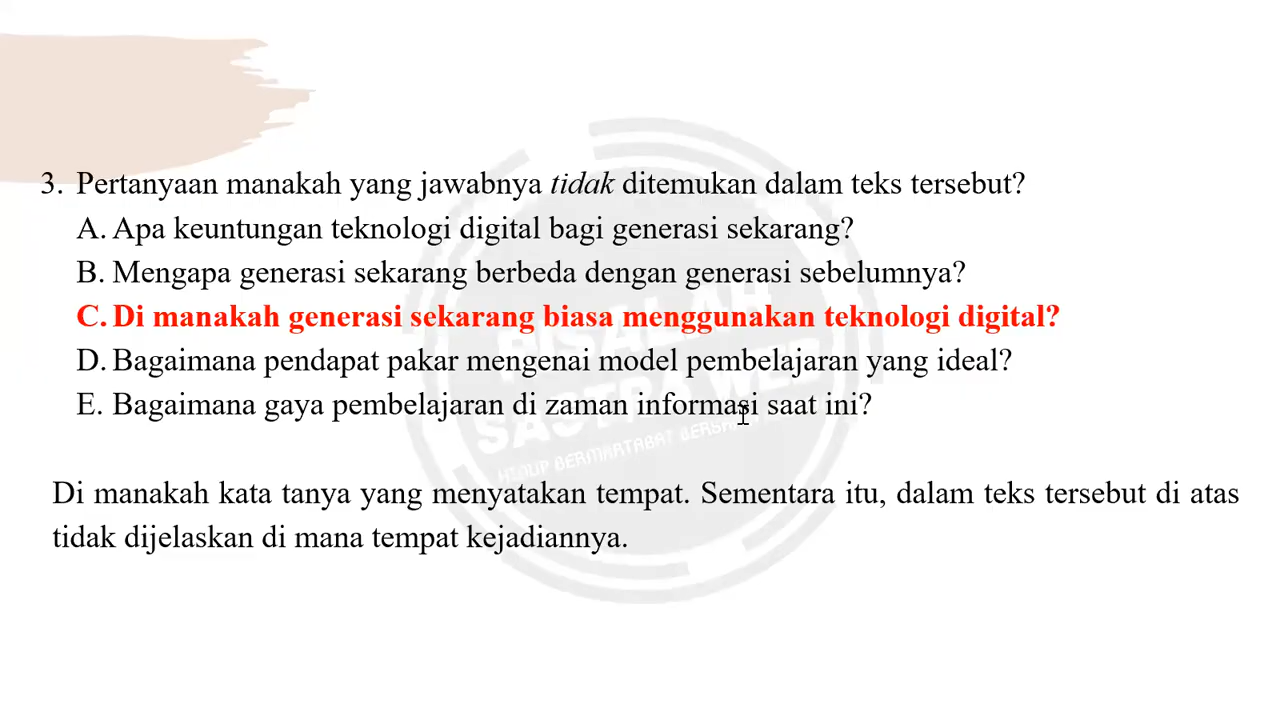 3. Pertanyaan manakah yang jawabnya tidak ditemukan dalam teks tersebut?
A. Apa keuntungan teknologi digital bagi generasi sekarang?
B. Mengapa generasi sekarang berbeda dengan generasi sebelumnya?
C. Di manakah generasi sekarang biasa menggunakan teknologi digital?
D. Bagaimana pendapat pakar mengenai model pembelajaran yang ideal?
E. Bagaimana gaya pembelajaran di zaman informasi saat ini?
Di manakah kata tanya yang menyatakan tempat. Sementara itu, dalam teks tersebut di atas
tidak dijelaskan di mana tempat kejadiannya.